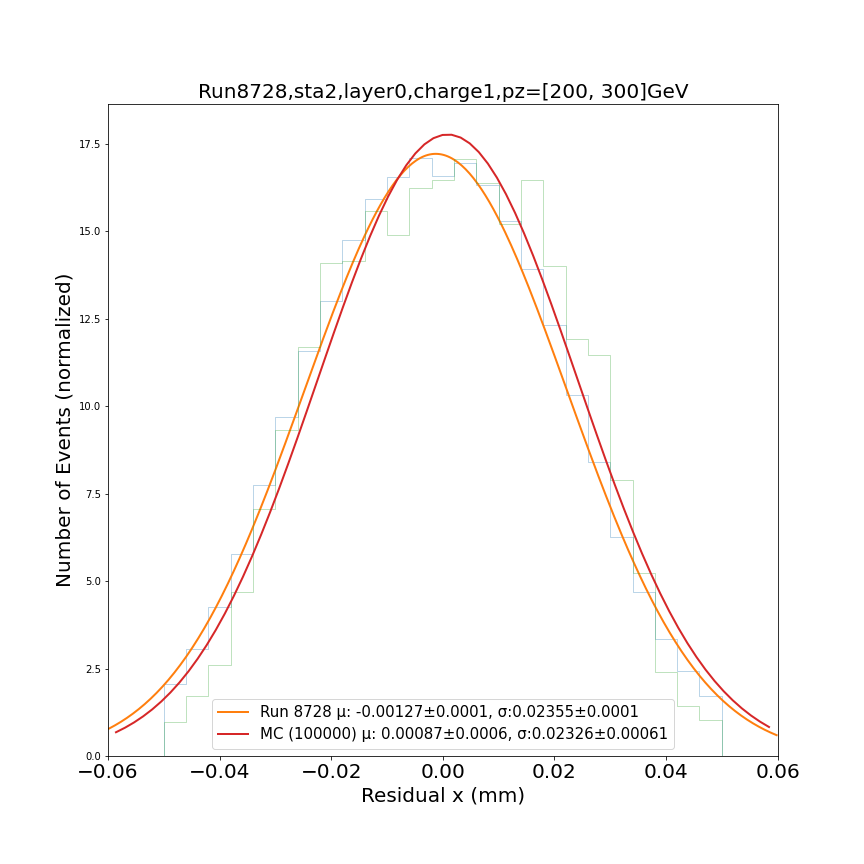 Run8728,sta2,layer0,charge1,pz=[200, 300]GeV
Number of Events (normalized)
17.5
15.0
12.5
10.0
7.5
5.0
2.5
0.0
Run 8728 μ: -0.00127±0.0001, σ:0.02355±0.0001
MC (100000) μ: 0.00087±0.0006, σ:0.02326±0.00061
−0.06 −0.04 −0.02 0.00 0.02 0.04 0.06
Residual x (mm)